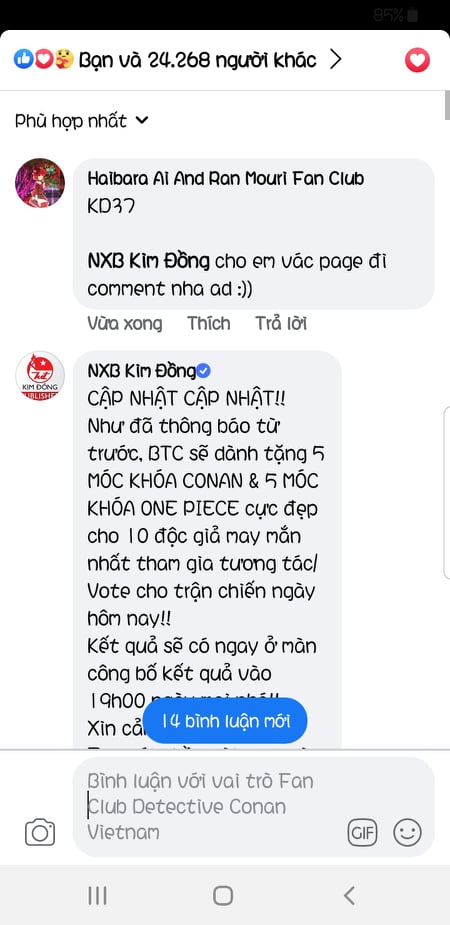 85%
Bạn và 24.268 người khác
Phù hợp nhất
Haibara Ai And Ran Mouri Fan Club
KD37
NXB Kim Đồng cho em vác page đi
comment nha ad :))
Vừa xong Thích Trả lời
KIM ĐỒNG
NXB Kim Đồng
CẬP NHẬT CẬP NHẬT!!
Như đã thông báo từ
trước, BTC sẽ dành tặng 5
MÓC KHÓA CONAN & 5 MÓC
KHÓA ONE PIECE cực đẹp
cho 10 độc giả may mắn
nhất tham gia tương tác/
Vote cho trận chiến ngày
hôm nay!!
Kết quả sẽ có ngay ở màn
công bố kết quả vào
19h00
Xin
14 bình luận mới
Bình luận với vai trò Fan
Club Detective Conan
Vietnam
GIF